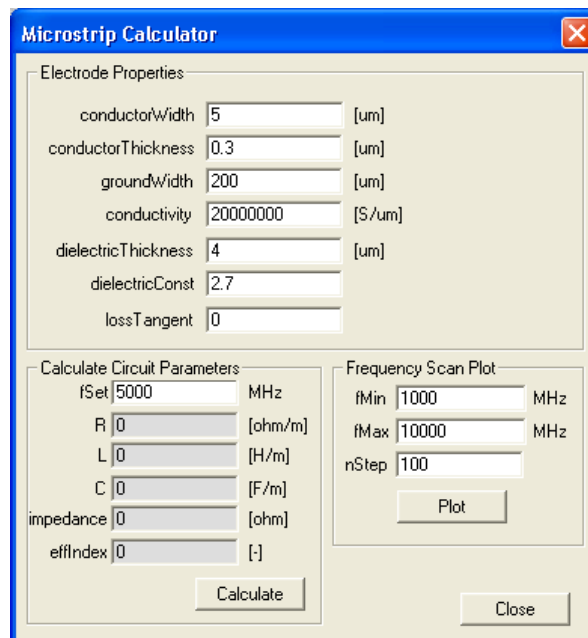 Microstrip Calculator
Electrode Properties
conductorWidth 5 [um]
conductorThickness 0.3 [um]
groundWidth 200 [um]
conductivity 20000000 [S/um]
dielectricThickness 4 [um]
dielectricConst 2.7
lossTangent 0
Calculate Circuit Parameters
fSet 5000 MHz
R 0 [ohm/m]
L 0 [H/m]
C 0 [F/m]
impedance 0 [ohm]
effIndex 0 [-]
Calculate
Frequency Scan Plot
fMin 1000 MHz
fMax 10000 MHz
nStep 100
Plot
Close